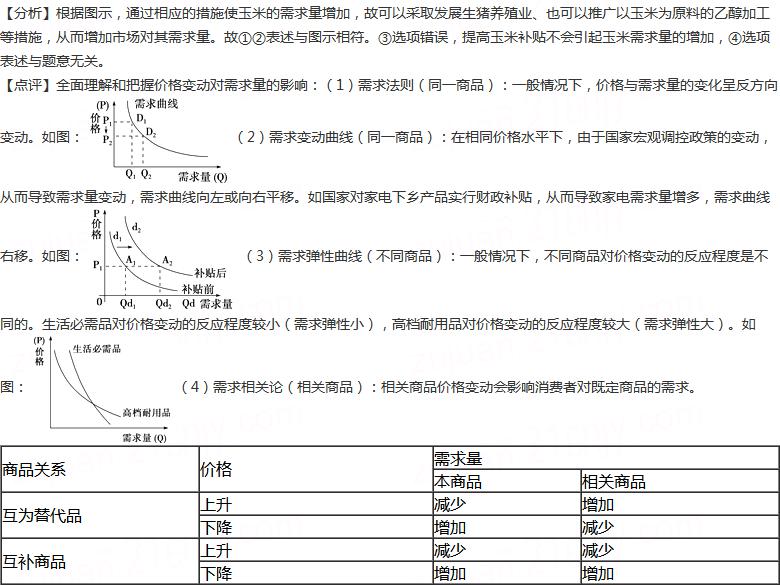 【分析】根据图示，通过相应的措施使玉米的需求量增加，故可以采取发展生猪养殖业、也可以推广以玉米为原料的乙醇加工
等措施，从而增加市场对其需求量。故①②表述与图示相符。③选项错误，提高玉米补贴不会引起玉米需求量的增加，④选项
表述与题意无关。
【点评】全面理解和把握价格变动对需求量的影响：（1）需求法则（同一商品）：一般情况下，价格与需求量的变化呈反方向
(P)
价格
需求曲线
P₁
P₂
D₁
D₂
Q₁ Q₂
需求量 (Q)
变动。如图： （2）需求变动曲线（同一商品）：在相同价格水平下，由于国家宏观调控政策的变动，
从而导致需求量变动，需求曲线向左或向右平移。如国家对家电下乡产品实行财政补贴，从而导致家电需求量增多，需求曲线
P
价格
d₂
d₁
P₁
A₁
A₂
补贴后
补贴前
0 Qd₁ Qd₂ Qd 需求量
右移。如图： （3）需求弹性曲线（不同商品）：一般情况下，不同商品对价格变动的反应程度是不
同的。生活必需品对价格变动的反应程度较小（需求弹性小），高档耐用品对价格变动的反应程度较大（需求弹性大）。如
(P)
价格
生活必需品
高档耐用品
需求量 (Q)
图： （4）需求相关论（相关商品）：相关商品价格变动会影响消费者对既定商品的需求。
商品关系 价格 需求量
本商品 相关商品
互为替代品 上升 减少 增加
下降 增加 减少
互补商品 上升 减少 减少
下降 增加 增加